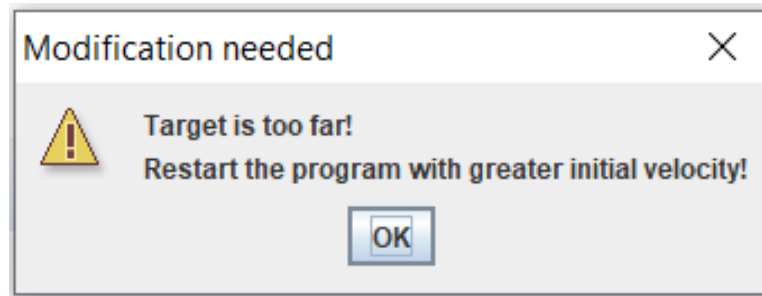 Modification needed
Target is too far!
Restart the program with greater initial velocity!
OK